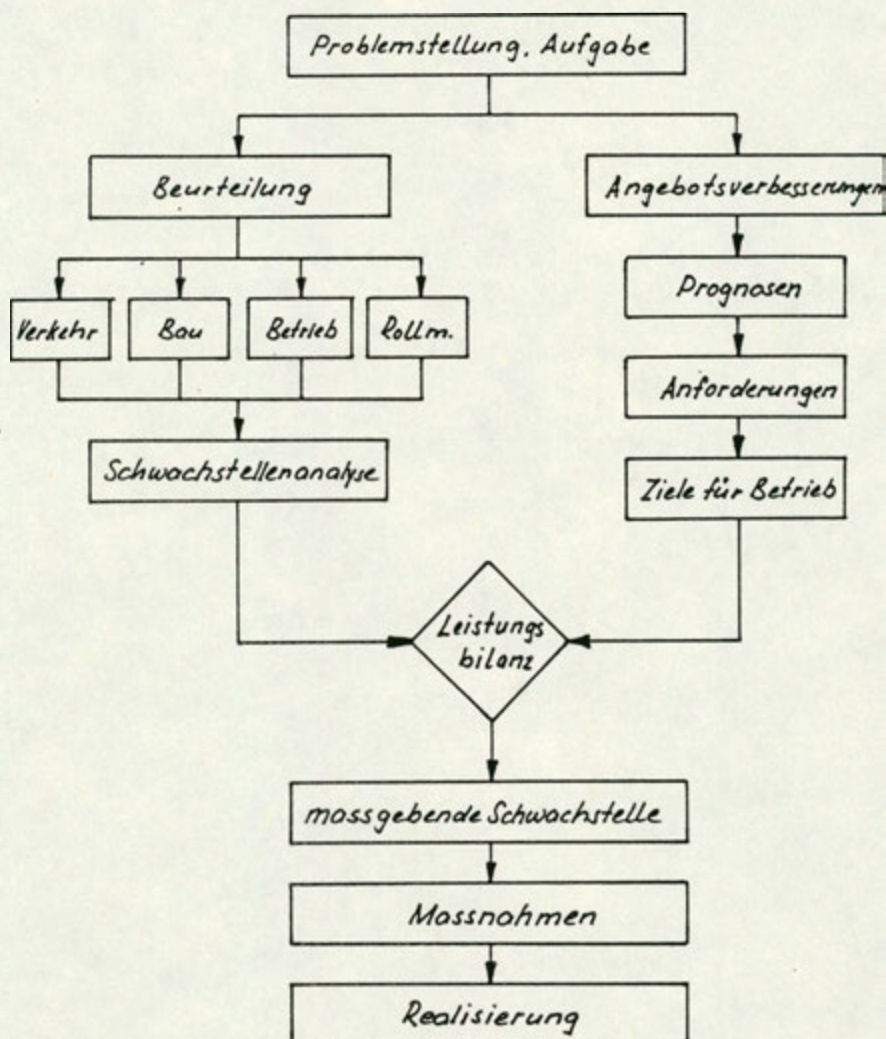 Problemstellung, Aufgabe
Beurteilung
Angebotsverbesserungen
Verkehr
Bau
Betrieb
Rollm.
Prognosen
Anforderungen
Schwachstellenanalyse
Ziele für Betrieb
Leistungs
bilanz
massgebende Schwachstelle
Massnahmen
Realisierung